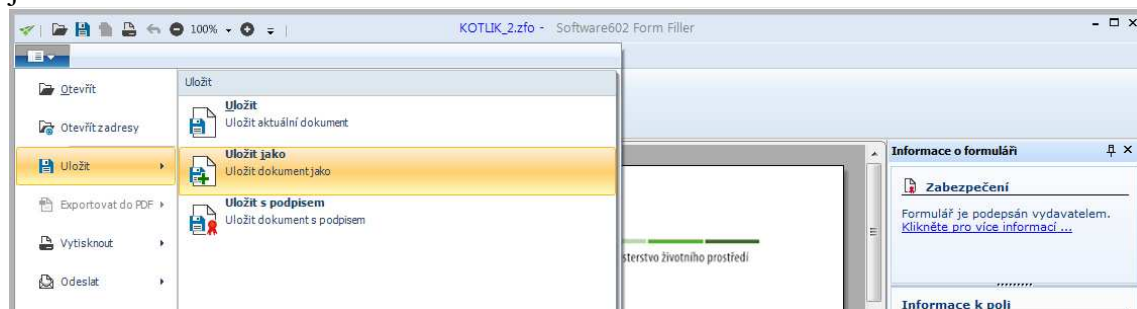 100%
KOTLIK_2.zfo - Software602 Form Filler
Otevřít
Otevřít z adresy
Uložit
Exportovat do PDF
Vytisknout
Odeslat
Uložit
Uložit
Uložit aktuální dokument
Uložit jako
Uložit dokument jako
Uložit s podpisem
Uložit dokument s podpisem
sterstvo životního prostředí
Informace o formuláři
Zabezpečení
Formulář je podepsán vydavatelem.
Klikněte pro více informací ...
Informace k poli